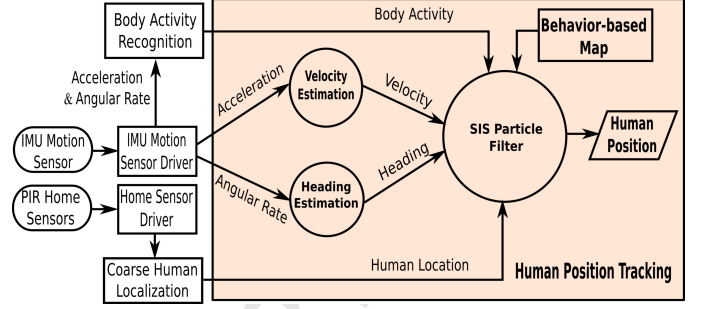 Body Activity
Recognition
Body Activity
Behavior-based
Map
Acceleration
& Angular Rate
Acceleration
Velocity
Estimation
Velocity
IMU Motion
Sensor
IMU Motion
Sensor Driver
SIS Particle
Filter
Human
Position
PIR Home
Sensors
Home Sensor
Driver
Angular Rate
Heading
Estimation
Heading
Coarse Human
Localization
Human Location
Human Position Tracking